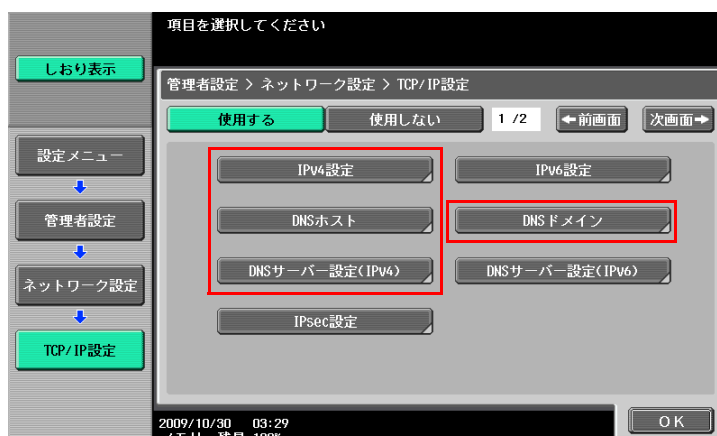 項目を選択してください
しおり表示
管理者設定 > ネットワーク設定 > TCP/IP設定
使用する 使用しない 1 /2 ←前画面 次画面→
設定メニュー
管理者設定
ネットワーク設定
TCP/IP設定
IPv4設定 IPv6設定
DNSホスト DNSドメイン
DNSサーバー設定(IPv4) DNSサーバー設定(IPv6)
IPsec設定
2009/10/30 03:29
OK